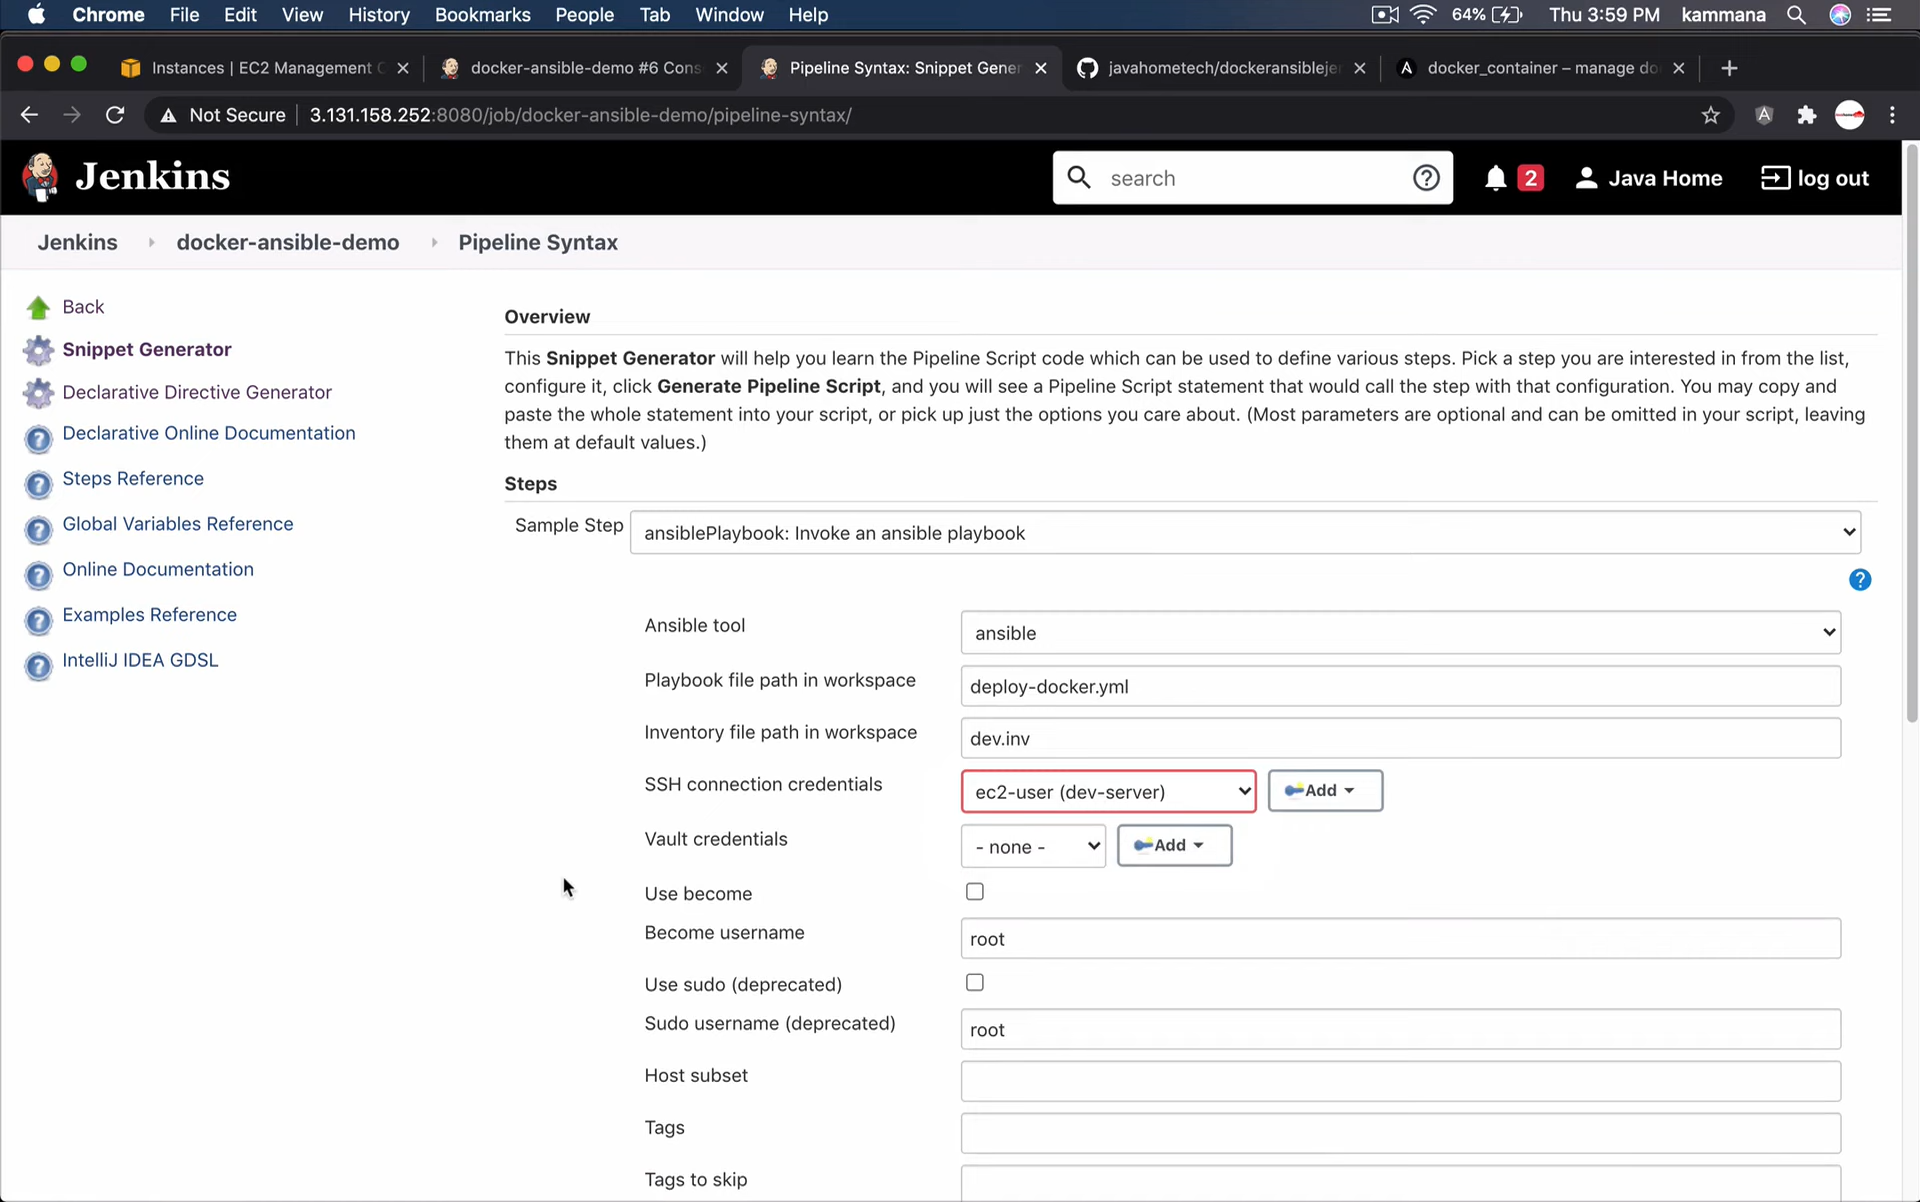 Chrome File Edit View History Bookmarks People Tab Window Help 64% Thu 3:59 PM kammana
Instances | EC2 Management C docker-ansible-demo #6 Cons Pipeline Syntax: Snippet Gener javahometech/dockeransiblejer docker_container – manage do
Not Secure 3.131.158.252:8080/job/docker-ansible-demo/pipeline-syntax/
Jenkins search 2 Java Home log out
Jenkins docker-ansible-demo Pipeline Syntax
Back
Snippet Generator
Declarative Directive Generator
Declarative Online Documentation
Steps Reference
Global Variables Reference
Online Documentation
Examples Reference
IntelliJ IDEA GDSL
Overview
This Snippet Generator will help you learn the Pipeline Script code which can be used to define various steps. Pick a step you are interested in from the list,
configure it, click Generate Pipeline Script, and you will see a Pipeline Script statement that would call the step with that configuration. You may copy and
paste the whole statement into your script, or pick up just the options you care about. (Most parameters are optional and can be omitted in your script, leaving
them at default values.)
Steps
Sample Step ansiblePlaybook: Invoke an ansible playbook
Ansible tool ansible
Playbook file path in workspace deploy-docker.yml
Inventory file path in workspace dev.inv
SSH connection credentials ec2-user (dev-server) Add
Vault credentials - none - Add
Use become
Become username root
Use sudo (deprecated)
Sudo username (deprecated) root
Host subset
Tags
Tags to skip